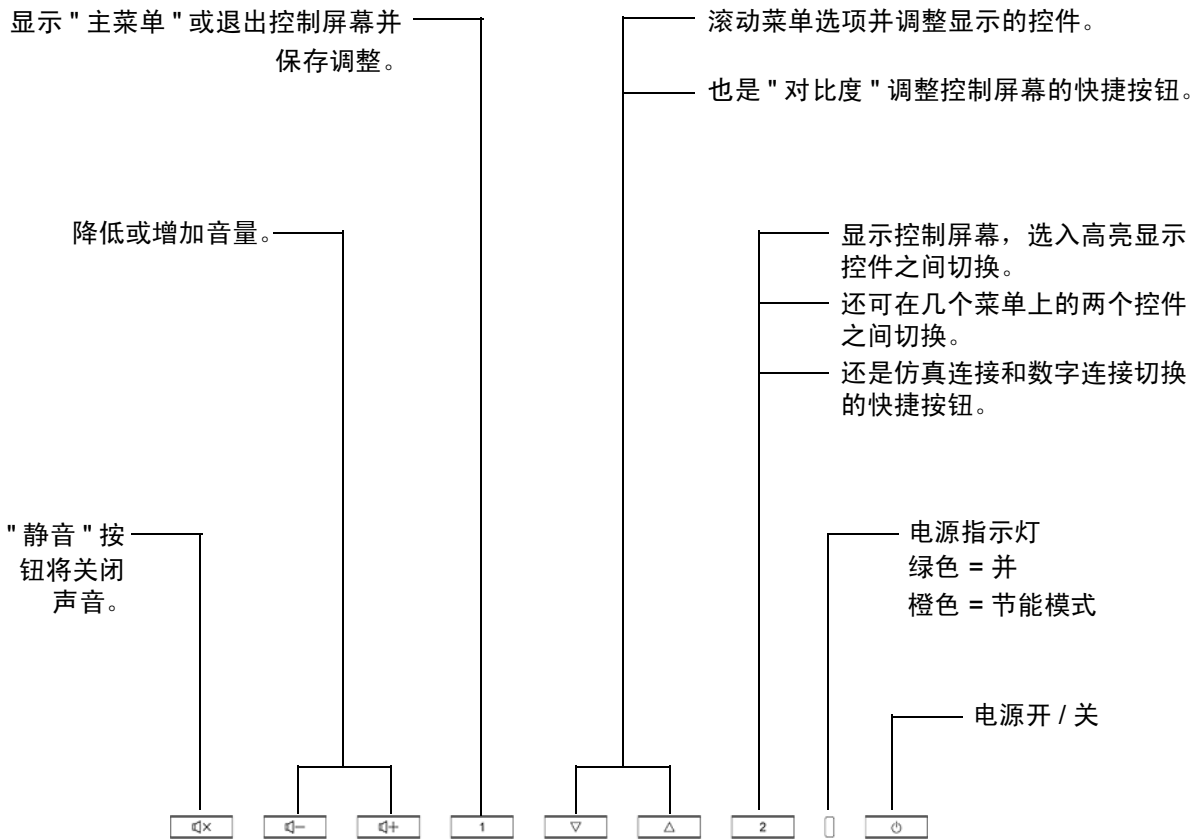 显示 " 主菜单 " 或退出控制屏幕并
保存调整。
滚动菜单选项并调整显示的控件。
也是 " 对比度 " 调整控制屏幕的快捷按钮。
降低或增加音量。
显示控制屏幕，选入高亮显示
控件之间切换。
还可在几个菜单上的两个控件
之间切换。
还是仿真连接和数字连接切换
的快捷按钮。
" 静音 " 按
钮将关闭
声音。
电源指示灯
绿色 = 并
橙色 = 节能模式
电源开 / 关
1
2